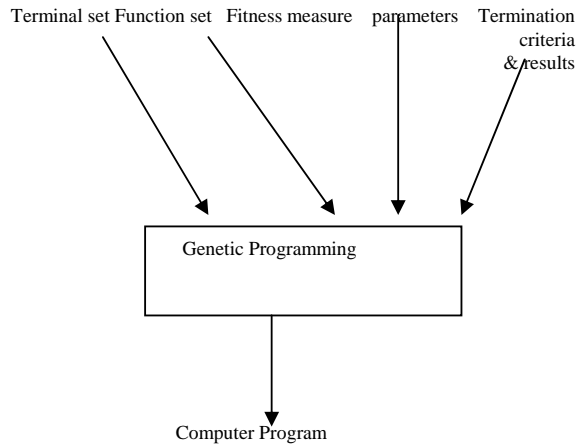 Terminal set Function set Fitness measure parameters Termination
criteria
& results
Genetic Programming
Computer Program